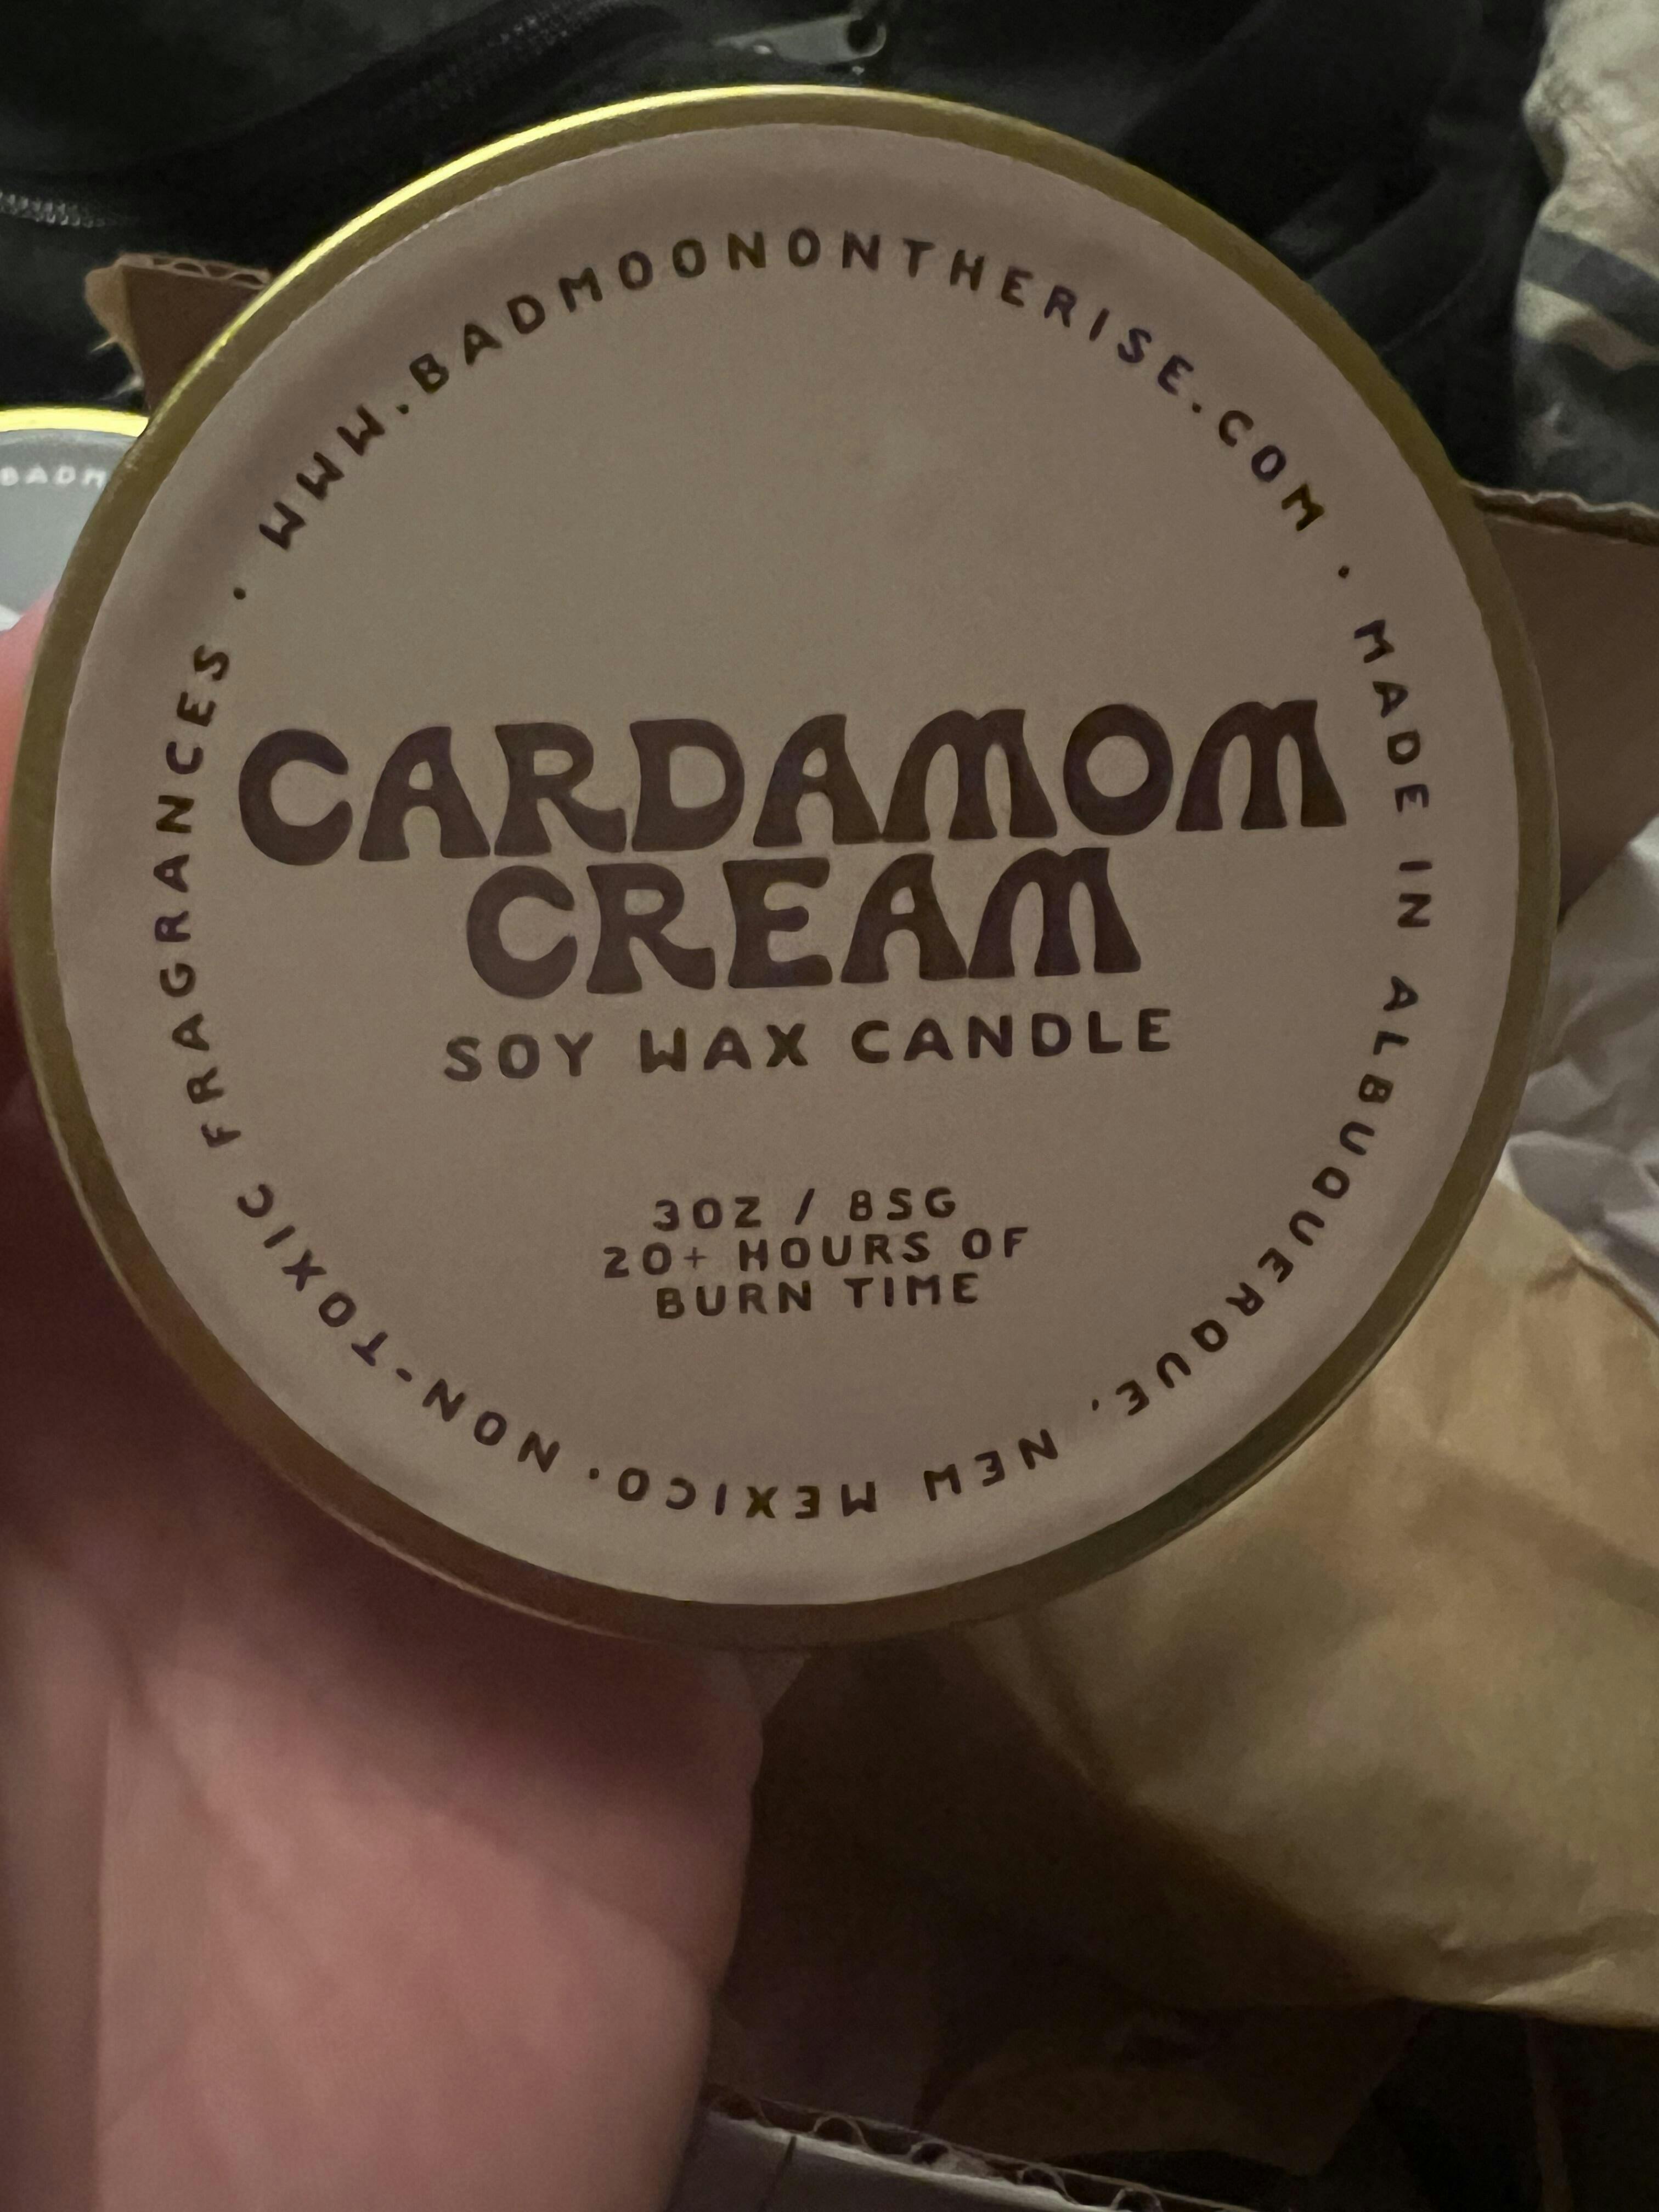 WWW.BADMOONONTHERISE.COM · MADE IN ALBUQUERQUE, NEW MEXICO · NON-TOXIC FRAGRANCES ·
CARDAMOM
CREAM
SOY WAX CANDLE
3OZ / 85G
20+ HOURS OF
BURN TIME